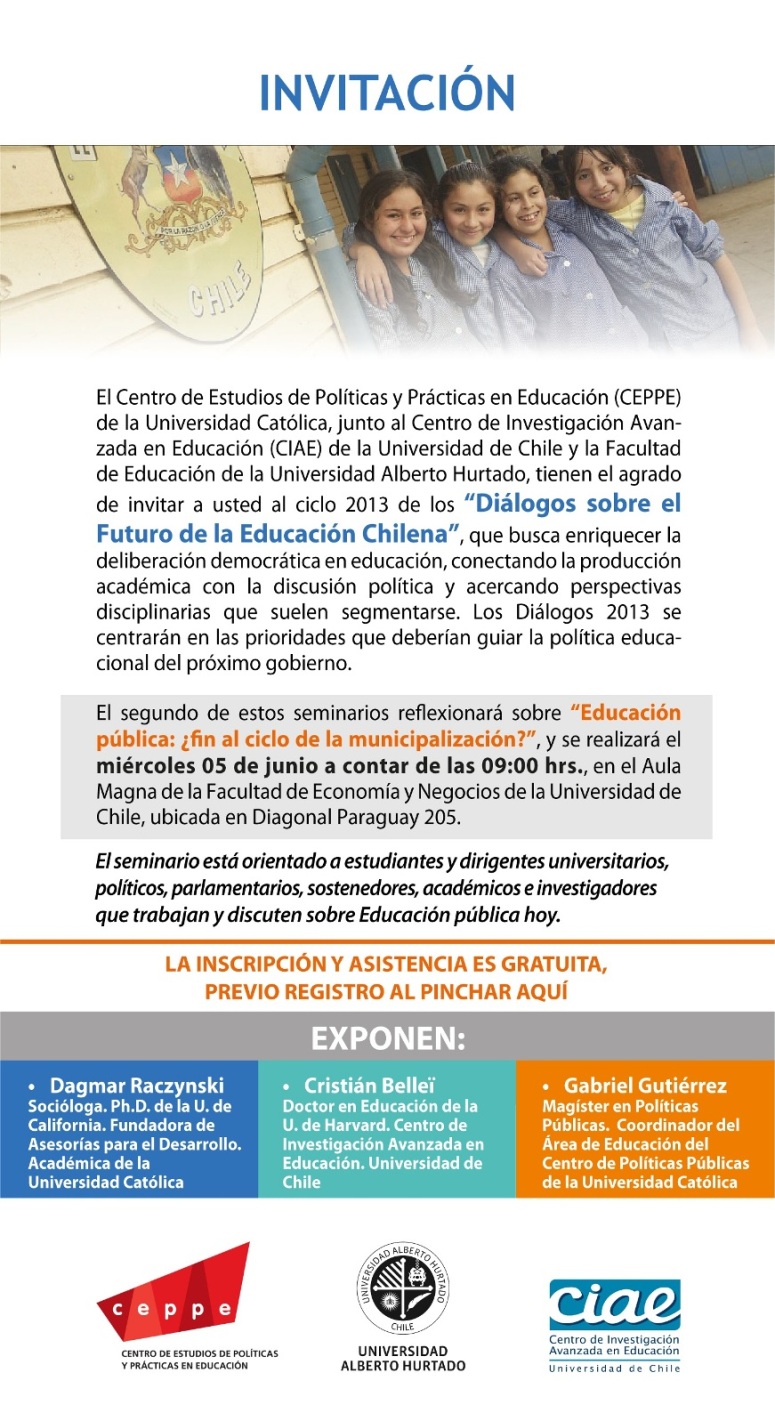 INVITACIÓN
POR LA RAZON O LA FUERZA
CHILE
El Centro de Estudios de Políticas y Prácticas en Educación (CEPPE)
de la Universidad Católica, junto al Centro de Investigación Avan-
zada en Educación (CIAE) de la Universidad de Chile y la Facultad
de Educación de la Universidad Alberto Hurtado, tienen el agrado
de invitar a usted al ciclo 2013 de los “Diálogos sobre el
Futuro de la Educación Chilena”, que busca enriquecer la
deliberación democrática en educación, conectando la producción
académica con la discusión política y acercando perspectivas
disciplinarias que suelen segmentarse. Los Diálogos 2013 se
centrarán en las prioridades que deberían guiar la política educa-
cional del próximo gobierno.
El segundo de estos seminarios reflexionará sobre “Educación
pública: ¿fin al ciclo de la municipalización?”, y se realizará el
miércoles 05 de junio a contar de las 09:00 hrs., en el Aula
Magna de la Facultad de Economía y Negocios de la Universidad de
Chile, ubicada en Diagonal Paraguay 205.
El seminario está orientado a estudiantes y dirigentes universitarios,
políticos, parlamentarios, sostenedores, académicos e investigadores
que trabajan y discuten sobre Educación pública hoy.
LA INSCRIPCIÓN Y ASISTENCIA ES GRATUITA,
PREVIO REGISTRO AL PINCHAR AQUÍ
EXPONEN:
• Dagmar Raczynski
Socióloga. Ph.D. de la U. de
California. Fundadora de
Asesorías para el Desarrollo.
Académica de la
Universidad Católica
• Cristián Belleï
Doctor en Educación de la
U. de Harvard. Centro de
Investigación Avanzada en
Educación. Universidad de
Chile
• Gabriel Gutiérrez
Magíster en Políticas
Públicas. Coordinador del
Área de Educación del
Centro de Políticas Públicas
de la Universidad Católica
ceppe
CENTRO DE ESTUDIOS DE POLÍTICAS
Y PRÁCTICAS EN EDUCACIÓN
UNIVERSIDAD ALBERTO HURTADO
CHILE
UNIVERSIDAD
ALBERTO HURTADO
ciae
Centro de Investigación
Avanzada en Educación
Universidad de Chile